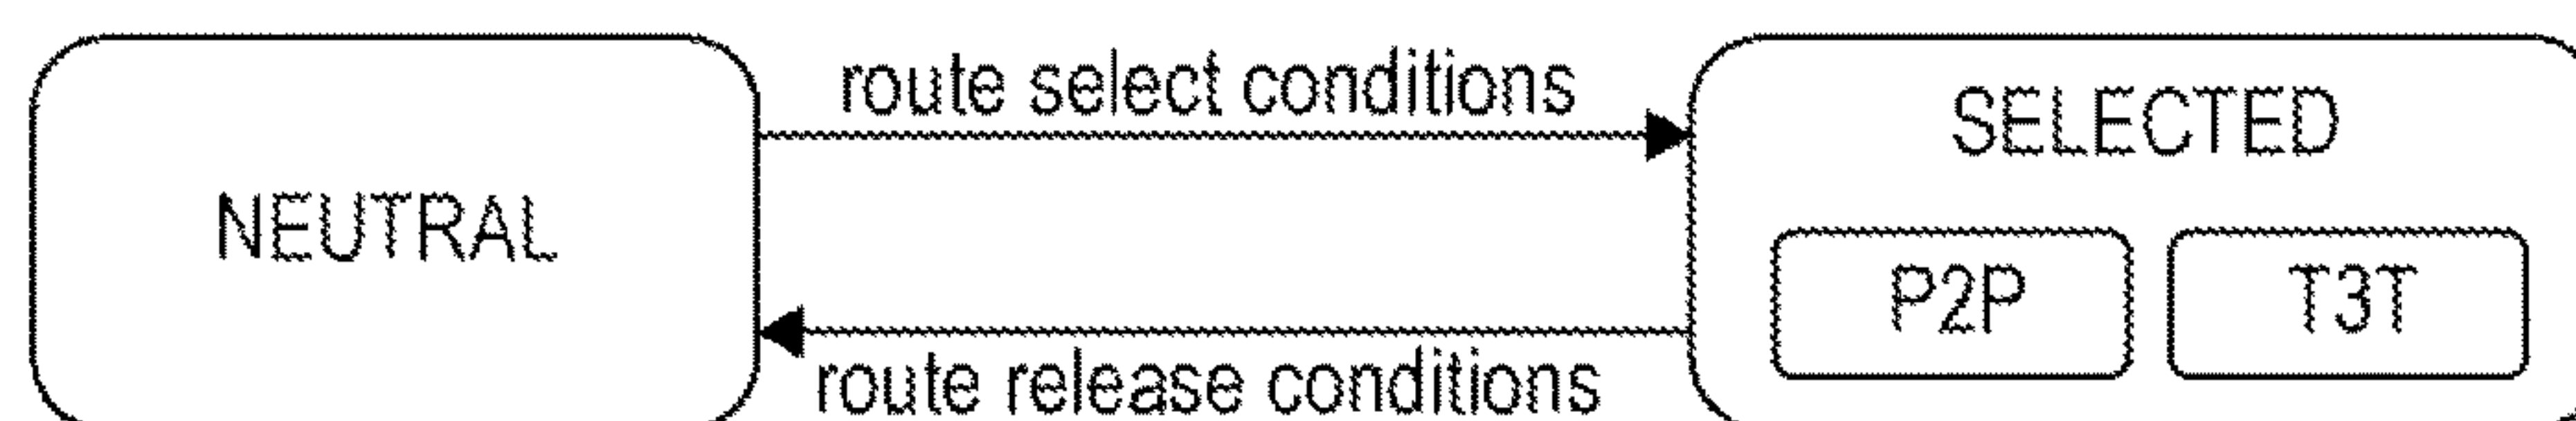 route select conditions
SELECTED
NEUTRAL
P2P
T3T
route release conditions